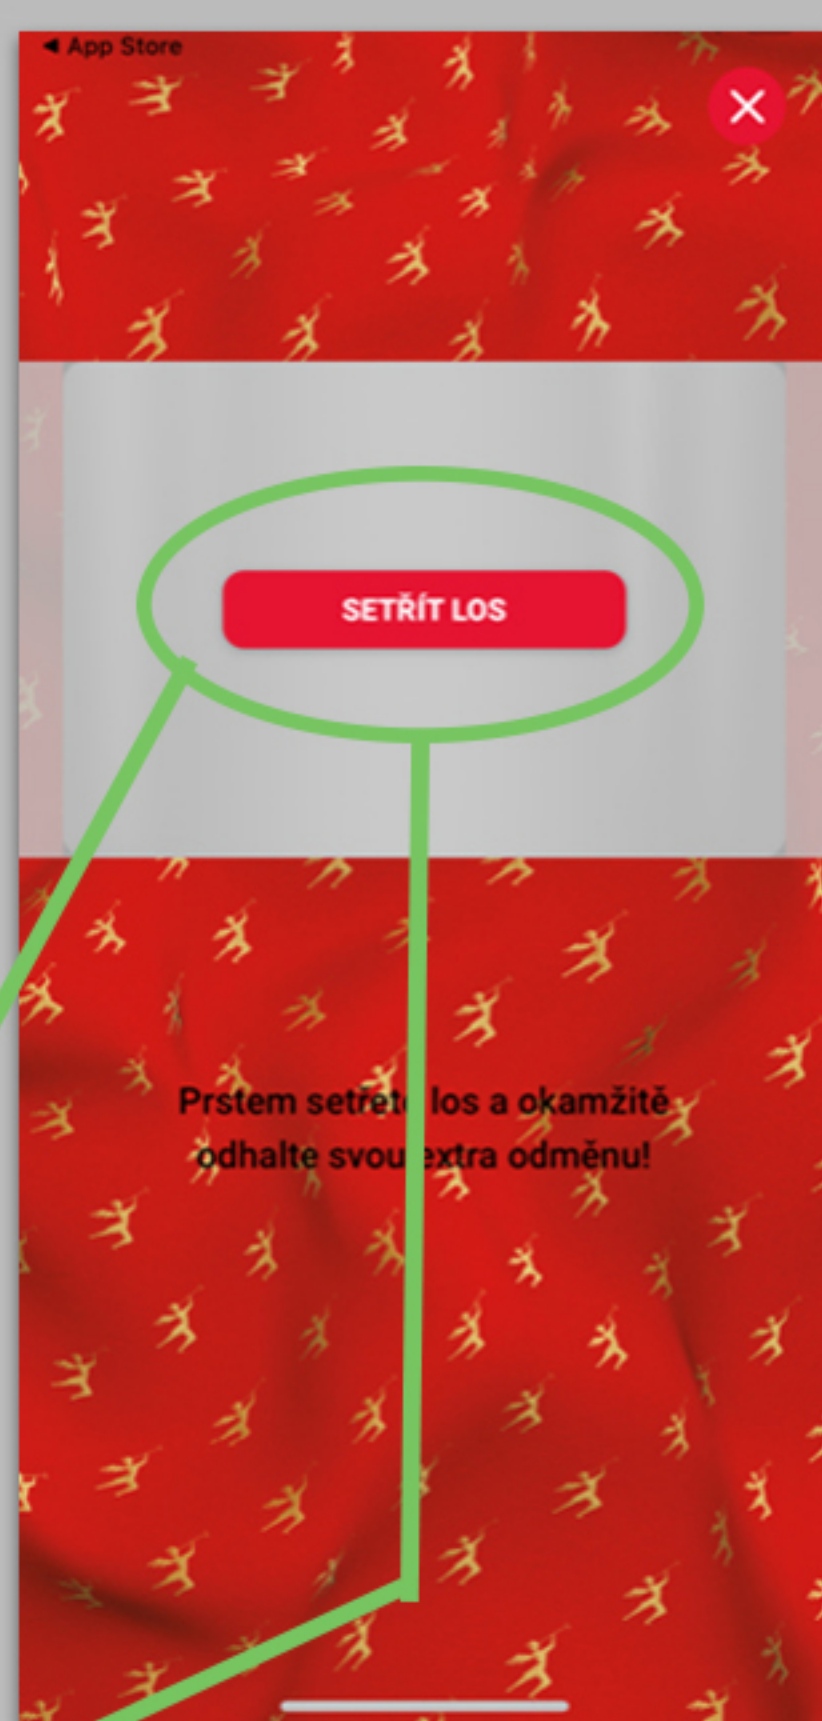 ◀ App Store
SETŘÍT LOS
Prstem setřete los a okamžitě
odhalte svou extra odměnu!